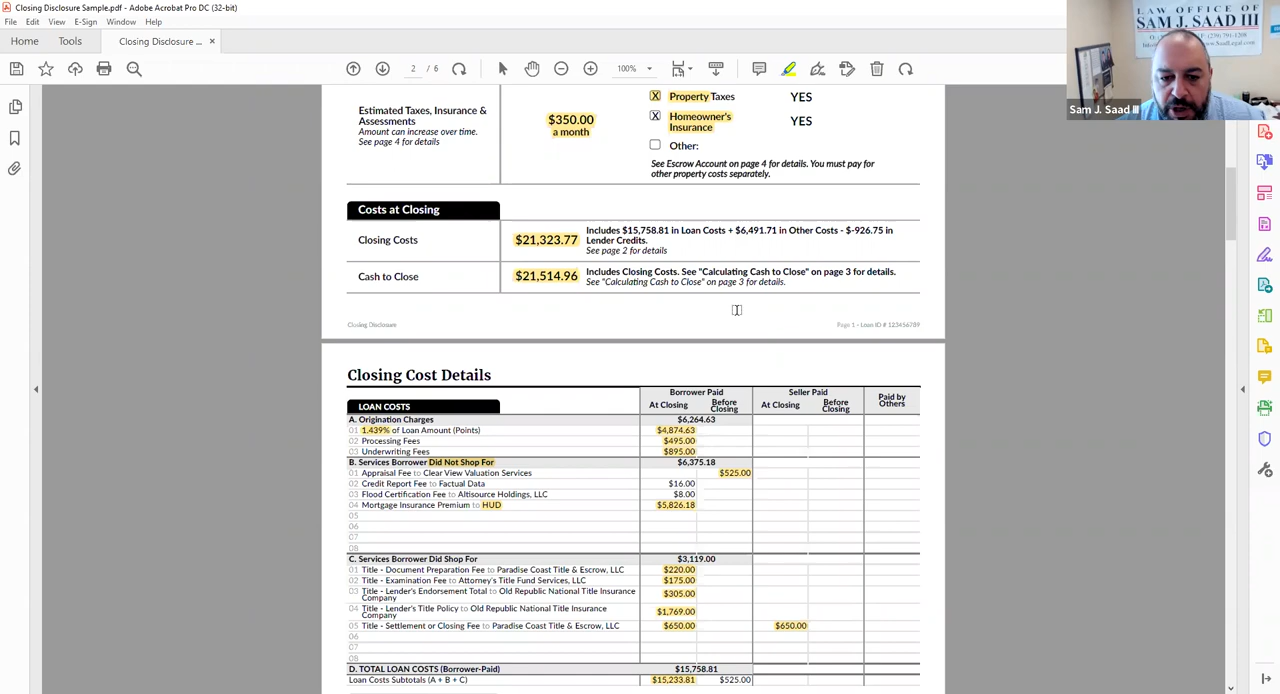 Closing Disclosure Sample.pdf - Adobe Acrobat Pro DC (32-bit)
File Edit View E-Sign Window Help
Home Tools Closing Disclosure ... ×
2 / 6 100%
LAW OFFICE OF
SAM J. SAAD III
Sam J. Saad III
Estimated Taxes, Insurance &
Assessments
Amount can increase over time.
See page 4 for details
$350.00
a month
X Property Taxes YES
X Homeowner's
Insurance YES
Other:
See Escrow Account on page 4 for details. You must pay for
other property costs separately.
Costs at Closing
Closing Costs $21,323.77 Includes $15,758.81 in Loan Costs + $6,491.71 in Other Costs - $-926.75 in
Lender Credits.
See page 2 for details
Cash to Close $21,514.96 Includes Closing Costs. See "Calculating Cash to Close" on page 3 for details.
See "Calculating Cash to Close" on page 3 for details.
Closing Disclosure Page 1 - Loan ID # 123456789
Closing Cost Details
LOAN COSTS
Borrower Paid Seller Paid Paid by
Others
At Closing Before
Closing At Closing Before
Closing
A. Origination Charges $6,264.63
01 1.439% of Loan Amount (Points) $4,874.63
02 Processing Fees $495.00
03 Underwriting Fees $895.00
B. Services Borrower Did Not Shop For $6,375.18
01 Appraisal Fee to Clear View Valuation Services $525.00
02 Credit Report Fee to Factual Data $16.00
03 Flood Certification Fee to Altisource Holdings, LLC $8.00
04 Mortgage Insurance Premium to HUD $5,826.18
05
06
07
08
C. Services Borrower Did Shop For $3,119.00
01 Title - Document Preparation Fee to Paradise Coast Title & Escrow, LLC $220.00
02 Title - Examination Fee to Attorney's Title Fund Services, LLC $175.00
03 Title - Lender's Endorsement Total to Old Republic National Title Insurance
Company $305.00
04 Title - Lender's Title Policy to Old Republic National Title Insurance
Company $1,769.00
05 Title - Settlement or Closing Fee to Paradise Coast Title & Escrow, LLC $650.00 $650.00
06
07
08
D. TOTAL LOAN COSTS (Borrower-Paid) $15,758.81
Loan Costs Subtotals (A + B + C) $15,233.81 $525.00